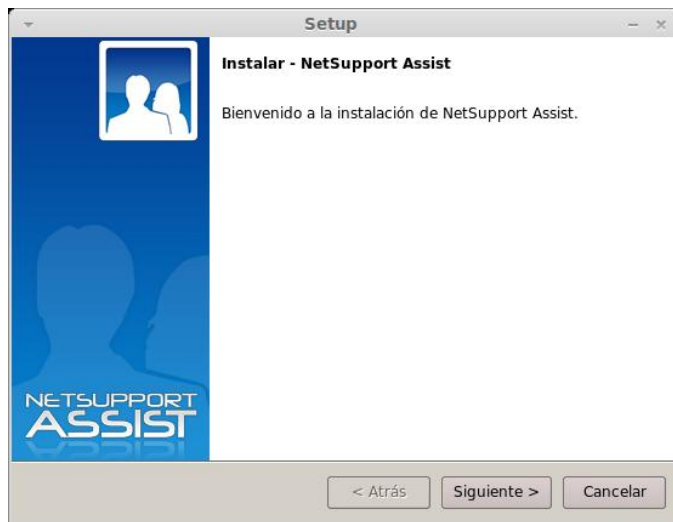 Setup
Instalar - NetSupport Assist
Bienvenido a la instalación de NetSupport Assist.
NETSUPPORT
ASSIST
< Atrás
Siguiente >
Cancelar